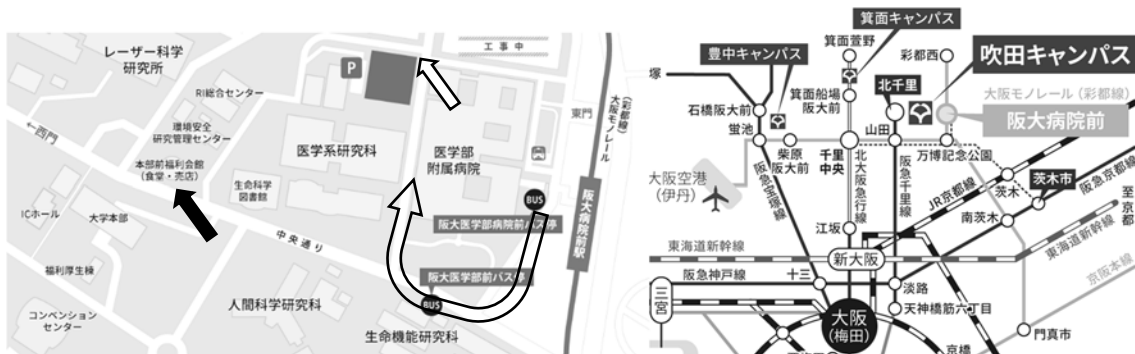 レーザー科学
研究所
RI総合センター
環境安全
研究管理センター
←西門
本部前福利会館
(食堂・売店)
ICホール
大学本部
生命科学
図書館
福利厚生棟
コンベンション
センター
中央通り
人間科学研究科
生命機能研究科
P
医学系研究科
医学部
附属病院
工事中
東門
BUS
阪大医学部病院前バス停
阪大医学部前バス停
BUS
(彩都線)
大阪モノレール
阪大病院前駅
箕面キャンパス
豊中キャンパス
箕面萱野
彩都西
吹田キャンパス
塚
石橋阪大前
箕面船場
阪大前
北千里
大阪モノレール(彩都線)
阪大病院前
蛍池
柴原
阪大前
千里
中央
山田
万博記念公園
大阪空港
(伊丹)
阪急宝塚線
北大阪急行線
阪急千里線
JR京都線
茨木
茨木市
阪急京都線
至京都
南茨木
江坂
東海道新幹線
新大阪
東海道新幹線
京阪本線
阪急神戸線
十三
淡路
三宮
大阪
(梅田)
天神橋筋六丁目
門真市
京橋